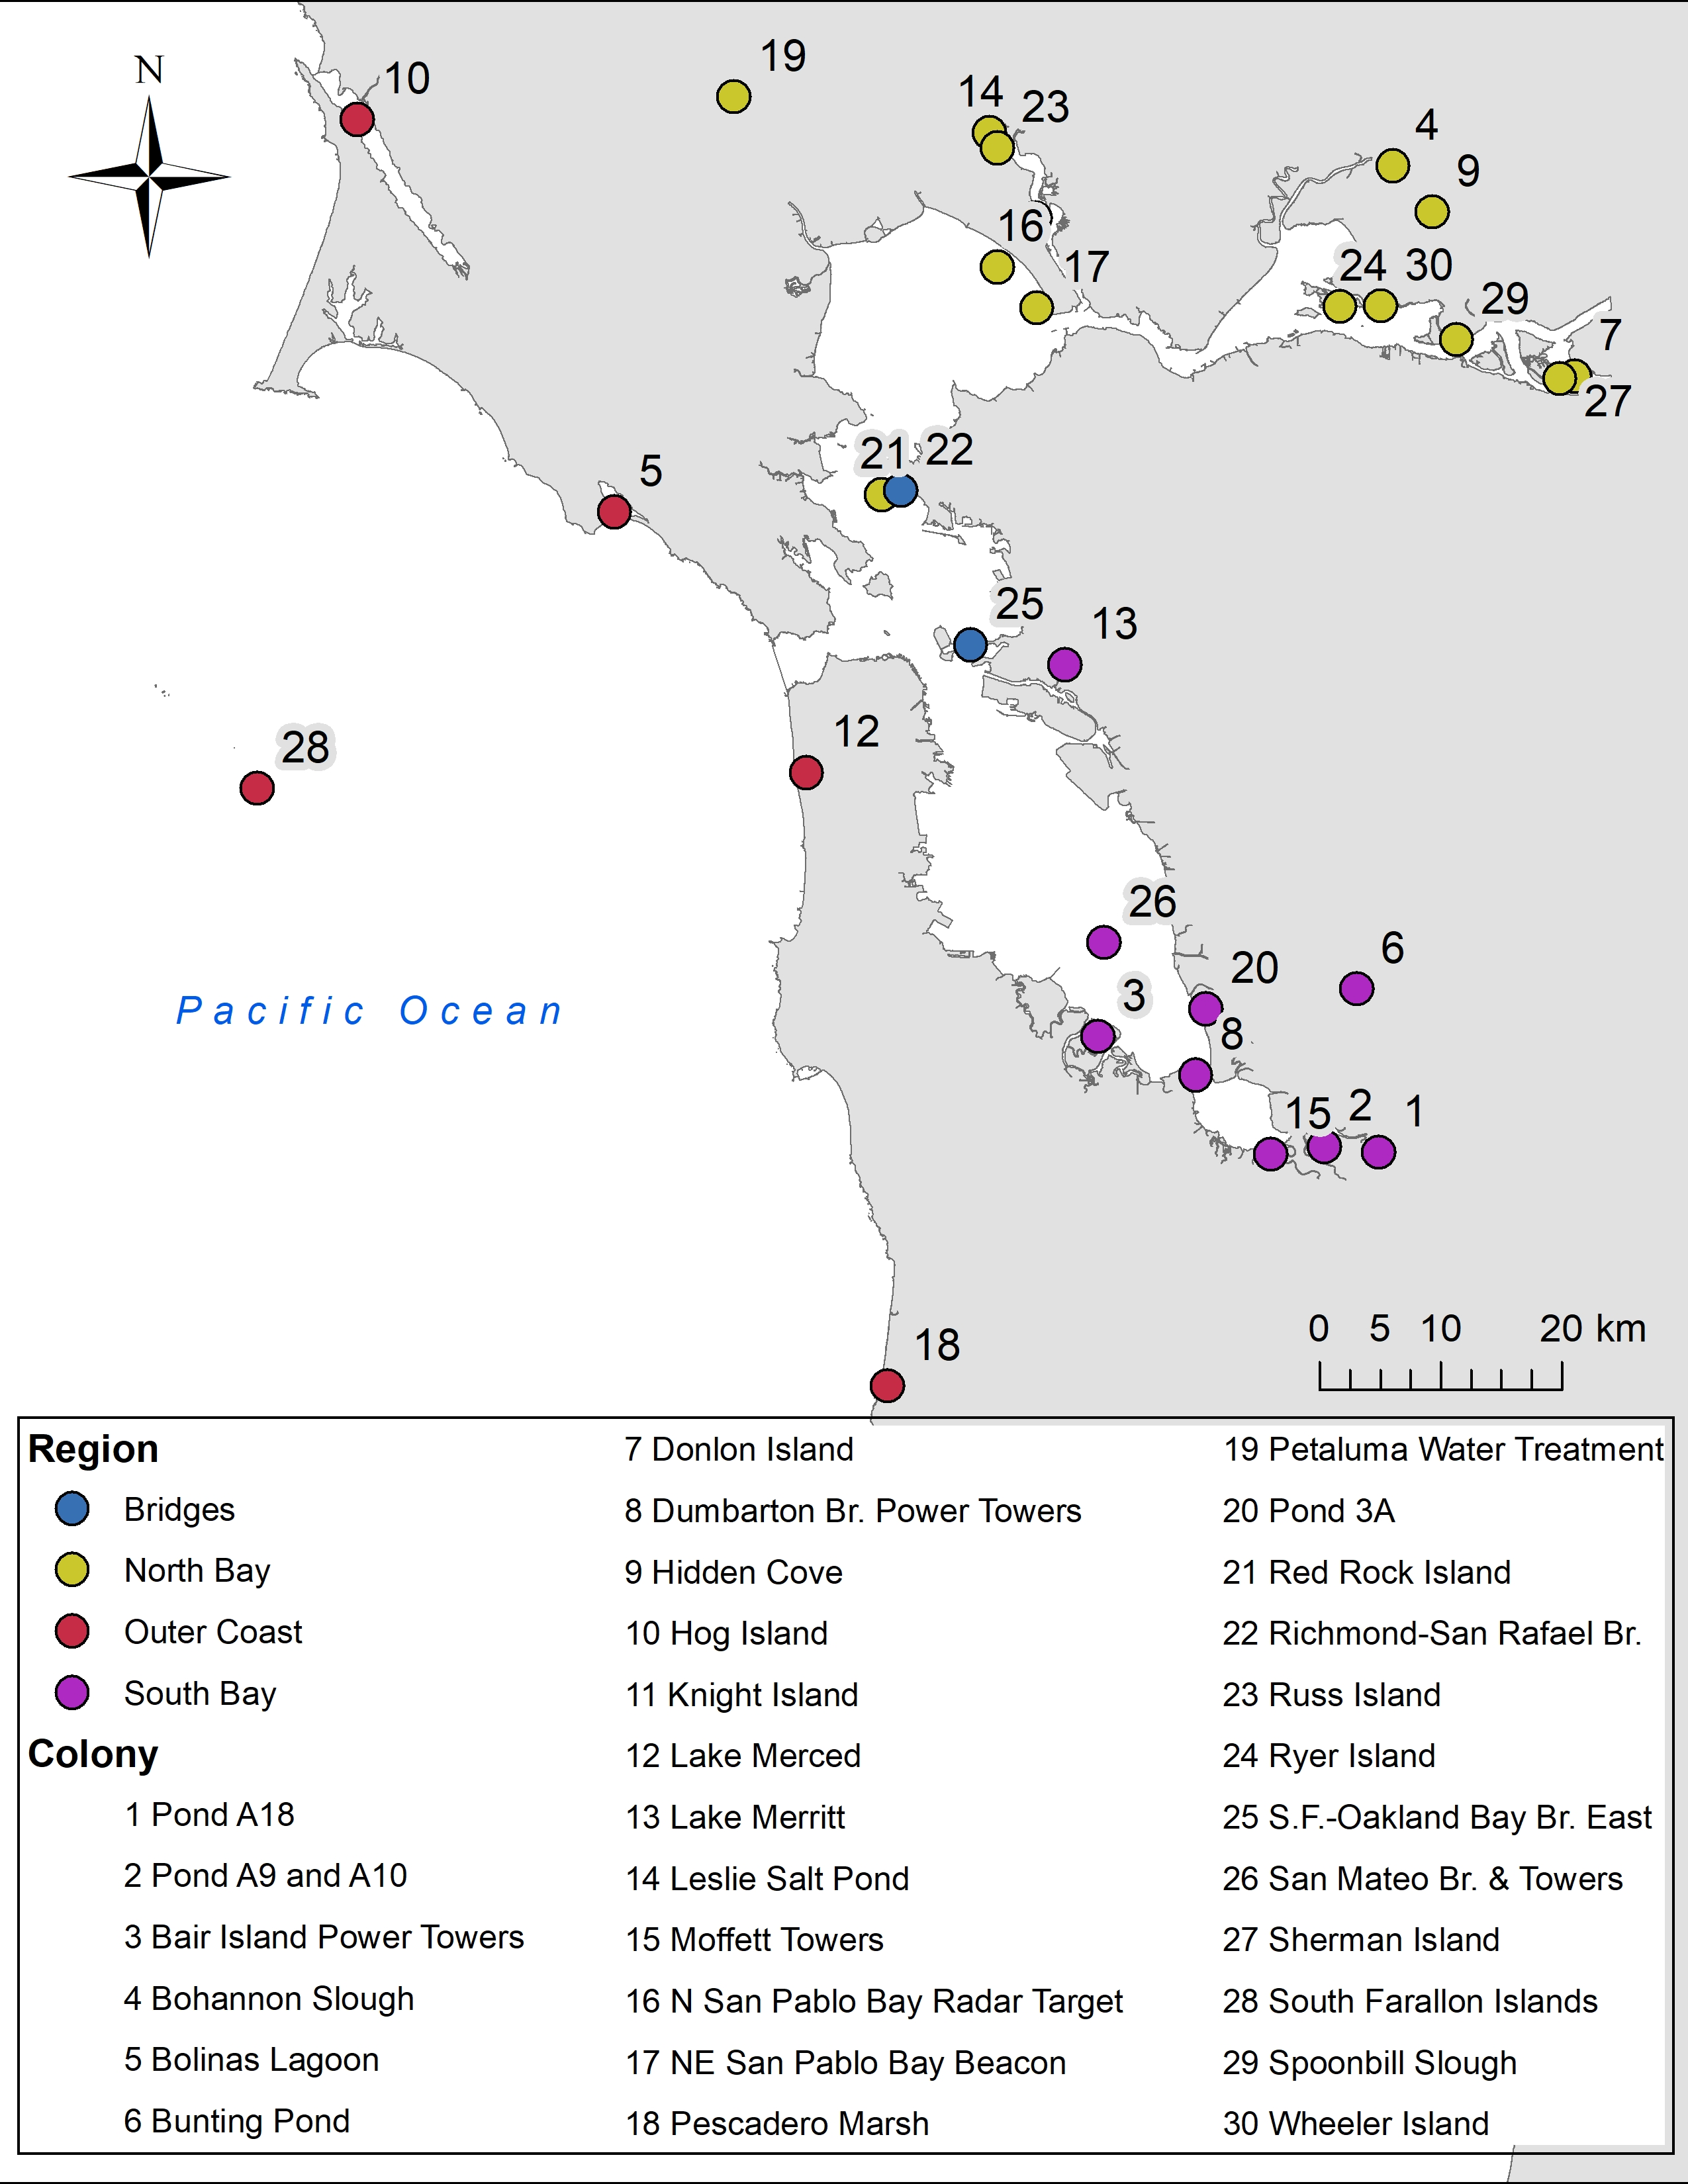 N
10
19
14
23
4
9
16
17
24
30
29
7
27
21
22
5
25
13
12
28
26
6
20
3
8
Pacific Ocean
15
2
1
18
0 5 10 20 km
Region
Bridges
North Bay
Outer Coast
South Bay
Colony
1 Pond A18
2 Pond A9 and A10
3 Bair Island Power Towers
4 Bohannon Slough
5 Bolinas Lagoon
6 Bunting Pond
7 Donlon Island
8 Dumbarton Br. Power Towers
9 Hidden Cove
10 Hog Island
11 Knight Island
12 Lake Merced
13 Lake Merritt
14 Leslie Salt Pond
15 Moffett Towers
16 N San Pablo Bay Radar Target
17 NE San Pablo Bay Beacon
18 Pescadero Marsh
19 Petaluma Water Treatment
20 Pond 3A
21 Red Rock Island
22 Richmond-San Rafael Br.
23 Russ Island
24 Ryer Island
25 S.F.-Oakland Bay Br. East
26 San Mateo Br. & Towers
27 Sherman Island
28 South Farallon Islands
29 Spoonbill Slough
30 Wheeler Island